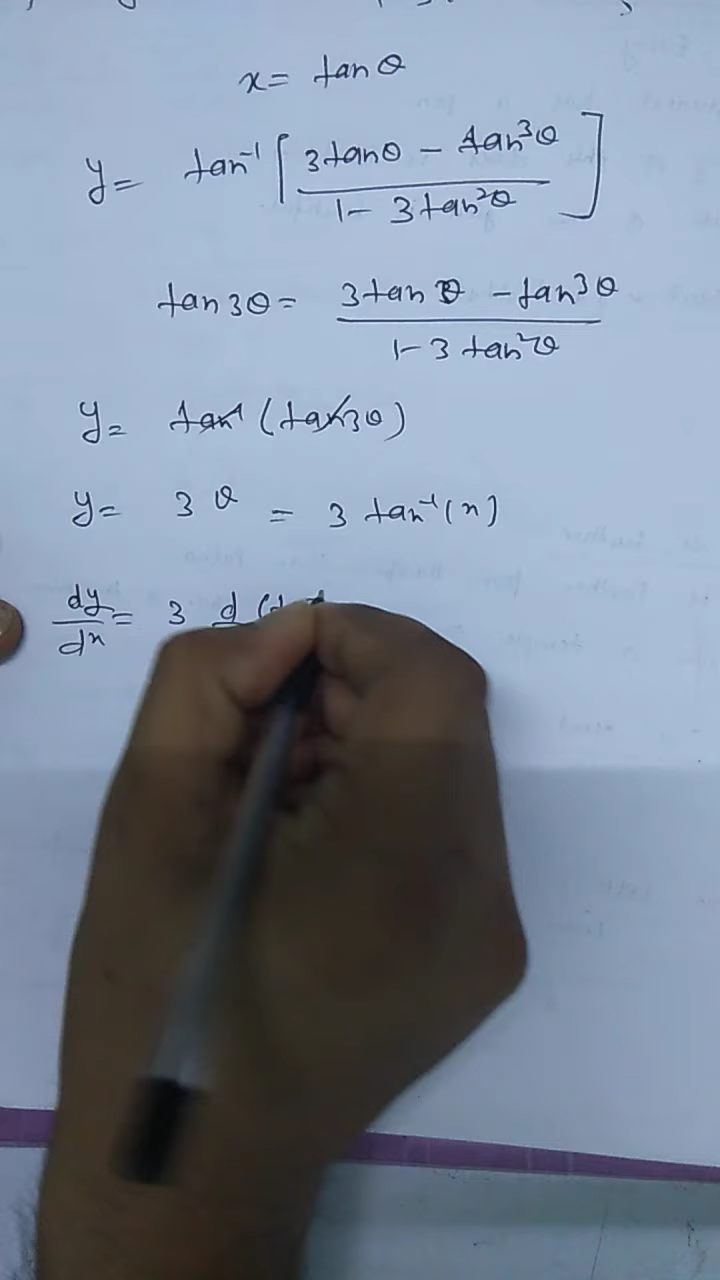 x = tanθ
y = tan⁻¹ [ (3tanθ − tan³θ) / (1 − 3tan²θ) ]
tan3θ = (3tanθ − tan³θ) / (1 − 3tan²θ)
y = tan⁻¹ (tan3θ)
y = 3θ = 3 tan⁻¹(x)
dy/dx = 3 d